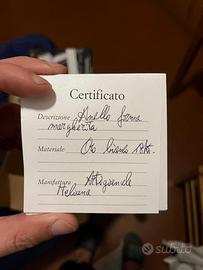 Certificato
Descrizione Anello forma
margherita
Materiale Oro bianco 18kt.
Manifattura Artigianale
Italiana
subito